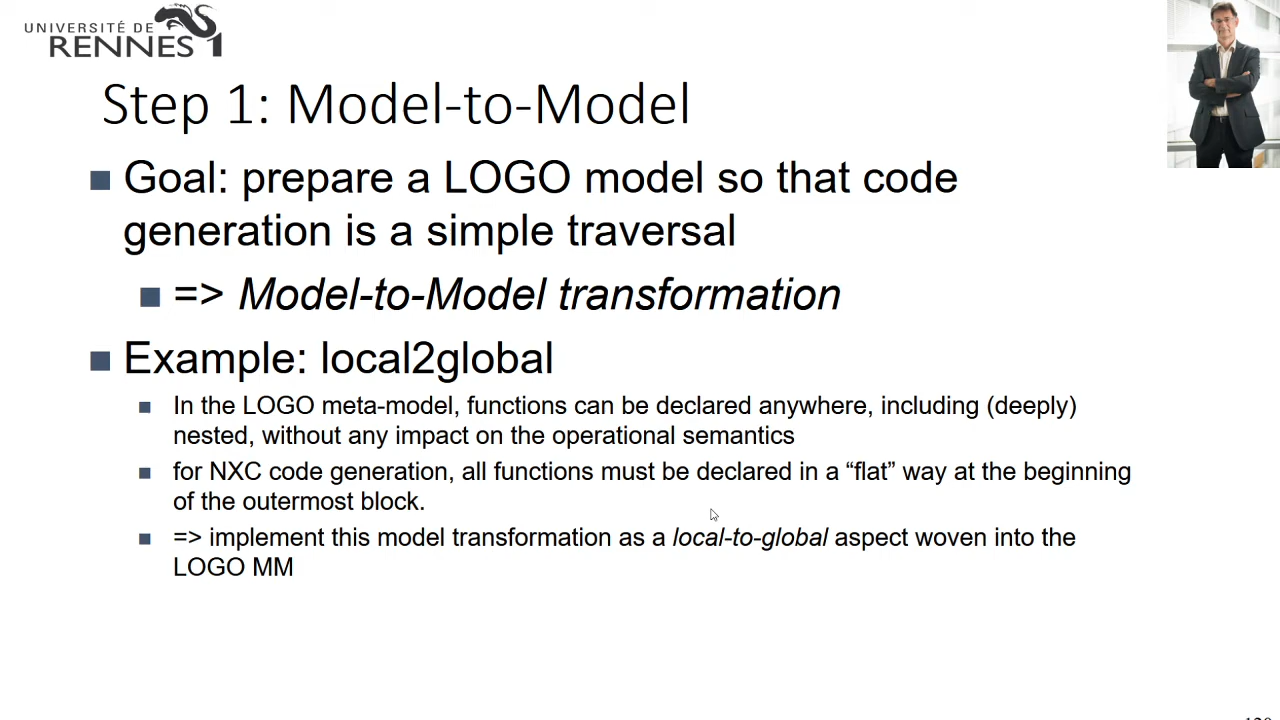 UNIVERSITÉ DE
RENNES 1
Step 1: Model-to-Model
Goal: prepare a LOGO model so that code
generation is a simple traversal
=> Model-to-Model transformation
Example: local2global
In the LOGO meta-model, functions can be declared anywhere, including (deeply)
nested, without any impact on the operational semantics
for NXC code generation, all functions must be declared in a “flat” way at the beginning
of the outermost block.
=> implement this model transformation as a local-to-global aspect woven into the
LOGO MM